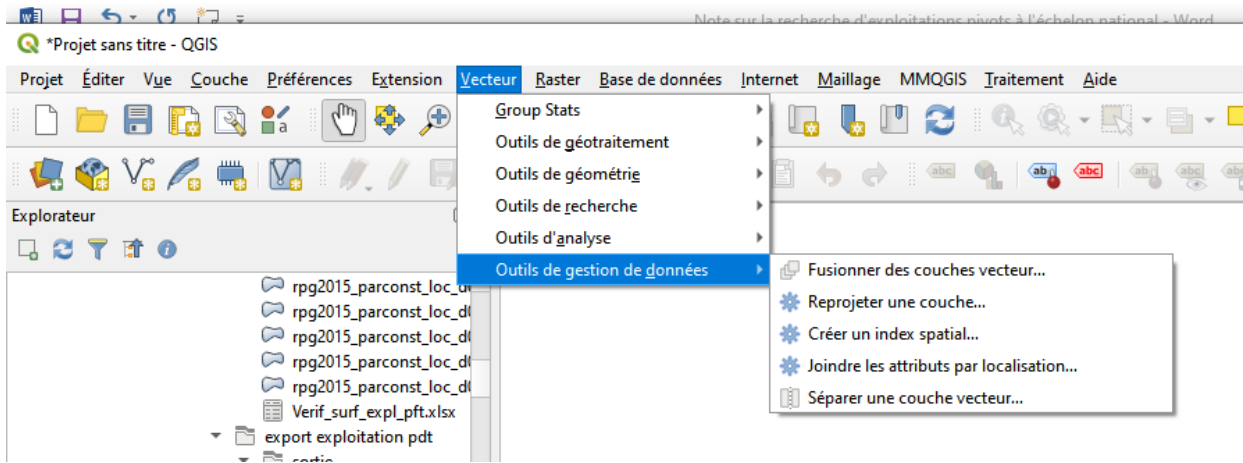 Note sur la recherche d'exploitations pivots à l'échelon national - Word
*Projet sans titre - QGIS
Projet Éditer Vue Couche Préférences Extension Vecteur Raster Base de données Internet Maillage MMQGIS Traitement Aide
Group Stats
Outils de géotraitement
Outils de géométrie
Outils de recherche
Outils d'analyse
Outils de gestion de données
Fusionner des couches vecteur...
Reprojeter une couche...
Créer un index spatial...
Joindre les attributs par localisation...
Séparer une couche vecteur...
abc
ab
abc
abc
abc
Explorateur
rpg2015_parconst_loc_d
rpg2015_parconst_loc_d
rpg2015_parconst_loc_d
rpg2015_parconst_loc_d
rpg2015_parconst_loc_d
Verif_surf_expl_pft.xlsx
export exploitation pdt